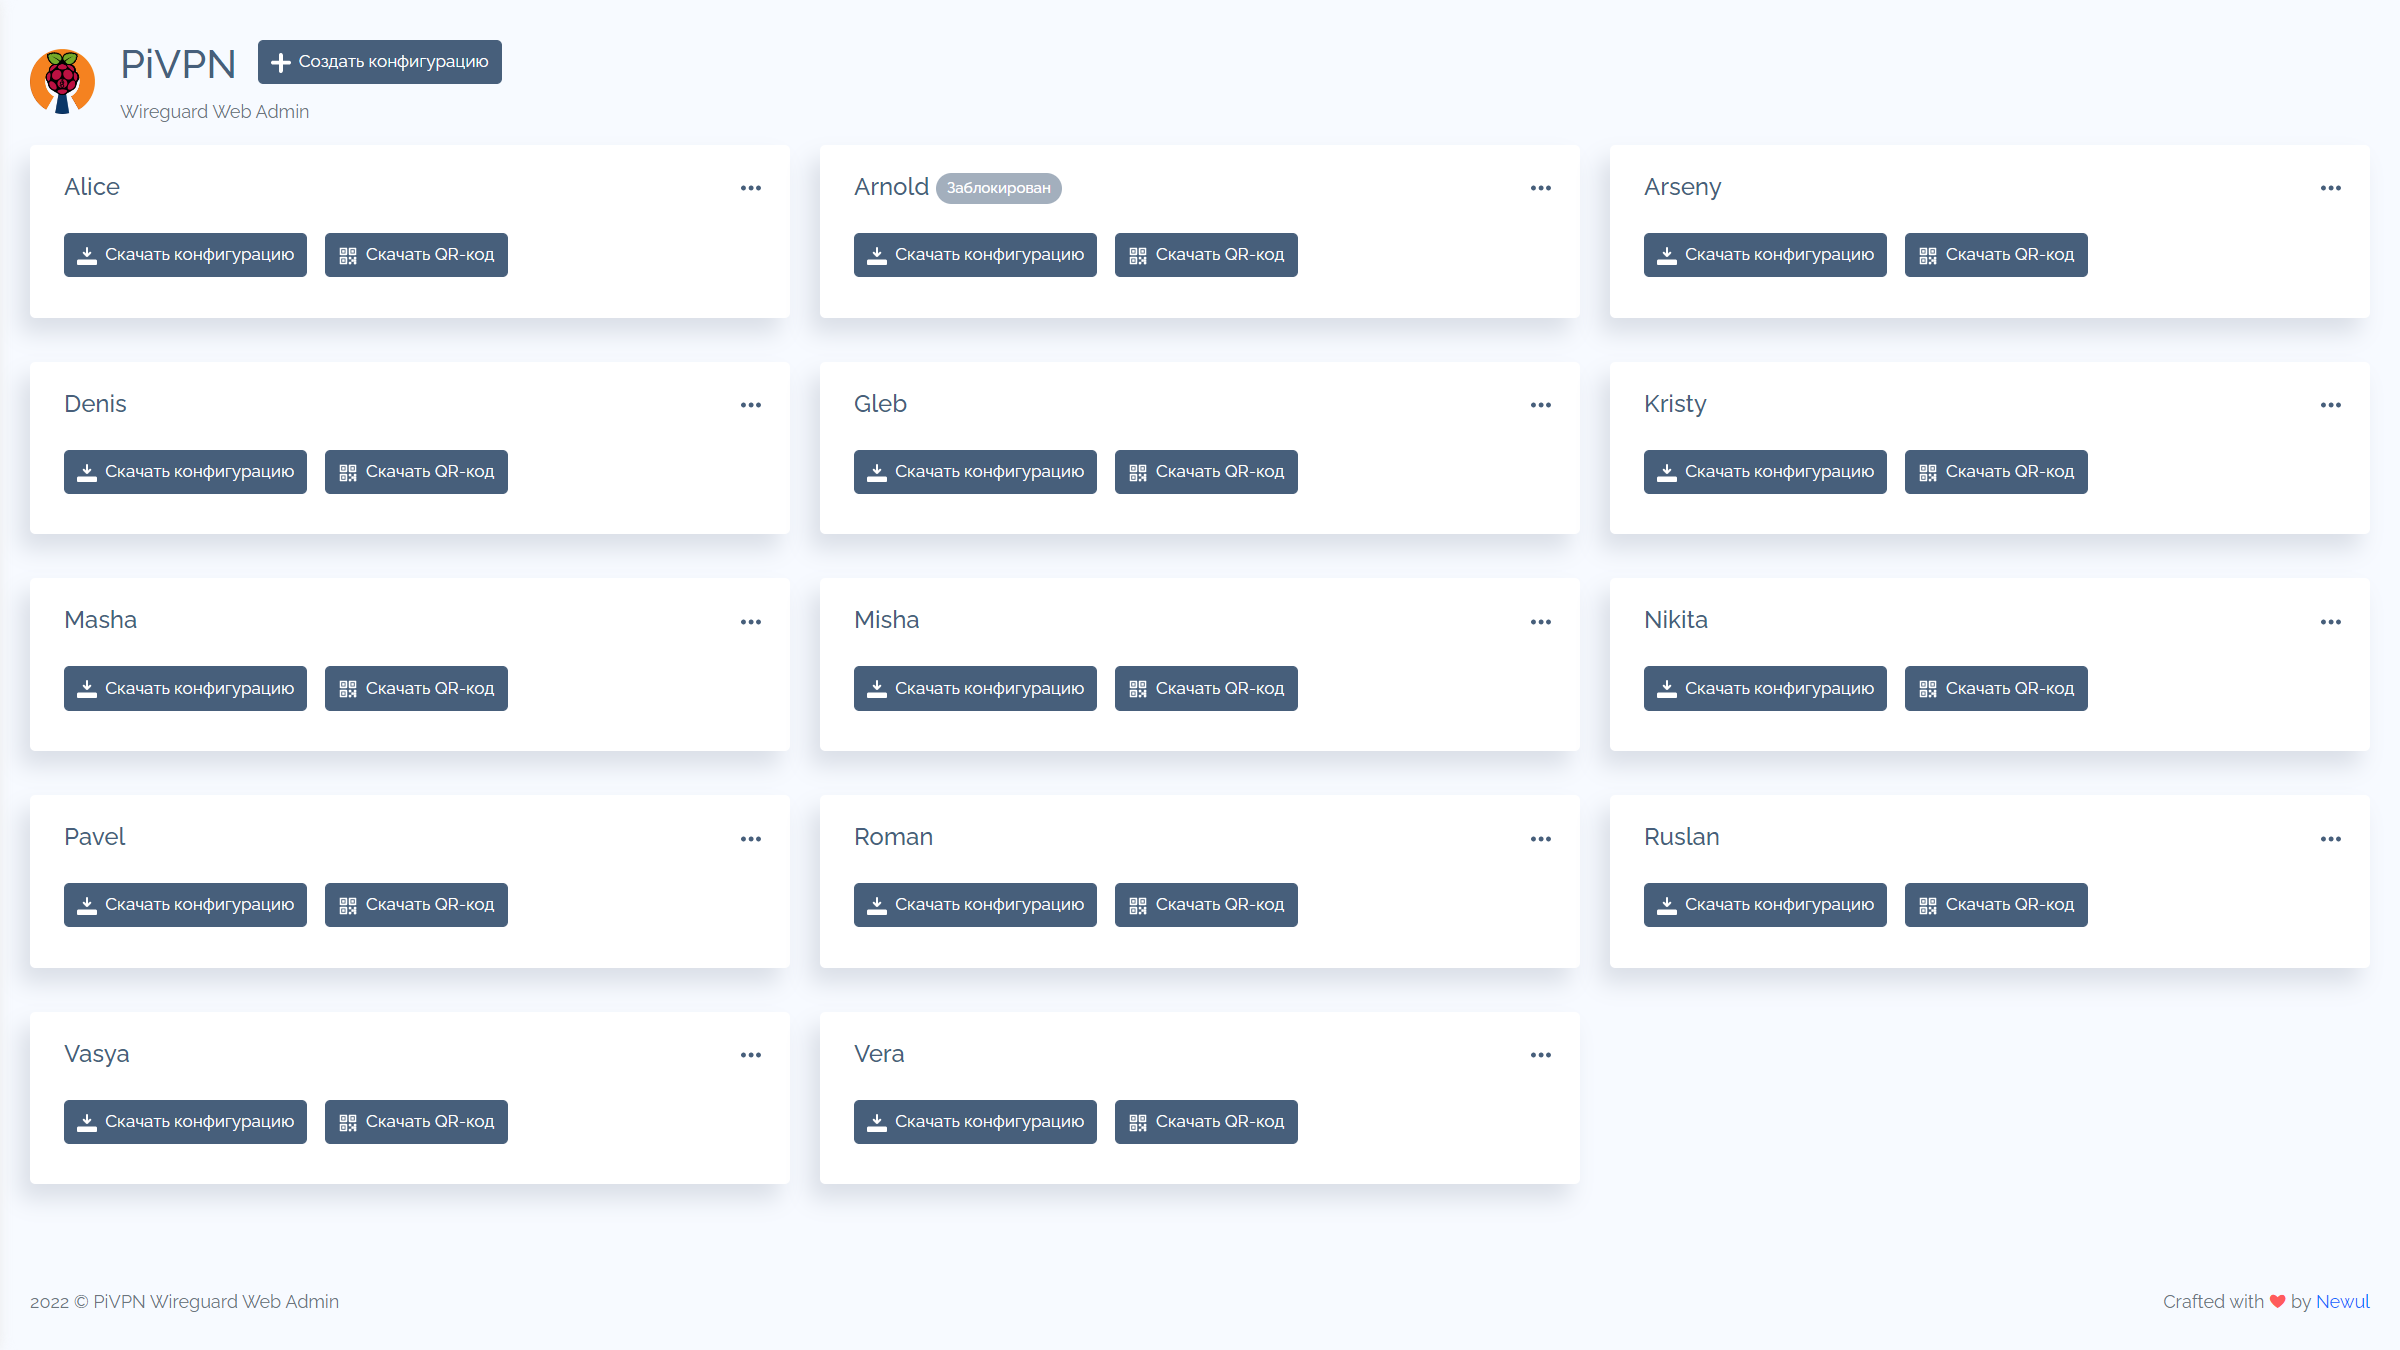 PiVPN
Создать конфигурацию
Wireguard Web Admin
Alice
Скачать конфигурацию
Скачать QR-код
Arnold
Заблокирован
Скачать конфигурацию
Скачать QR-код
Arseny
Скачать конфигурацию
Скачать QR-код
Denis
Скачать конфигурацию
Скачать QR-код
Gleb
Скачать конфигурацию
Скачать QR-код
Kristy
Скачать конфигурацию
Скачать QR-код
Masha
Скачать конфигурацию
Скачать QR-код
Misha
Скачать конфигурацию
Скачать QR-код
Nikita
Скачать конфигурацию
Скачать QR-код
Pavel
Скачать конфигурацию
Скачать QR-код
Roman
Скачать конфигурацию
Скачать QR-код
Ruslan
Скачать конфигурацию
Скачать QR-код
Vasya
Скачать конфигурацию
Скачать QR-код
Vera
Скачать конфигурацию
Скачать QR-код
2022 © PiVPN Wireguard Web Admin
Crafted with ❤ by Newul